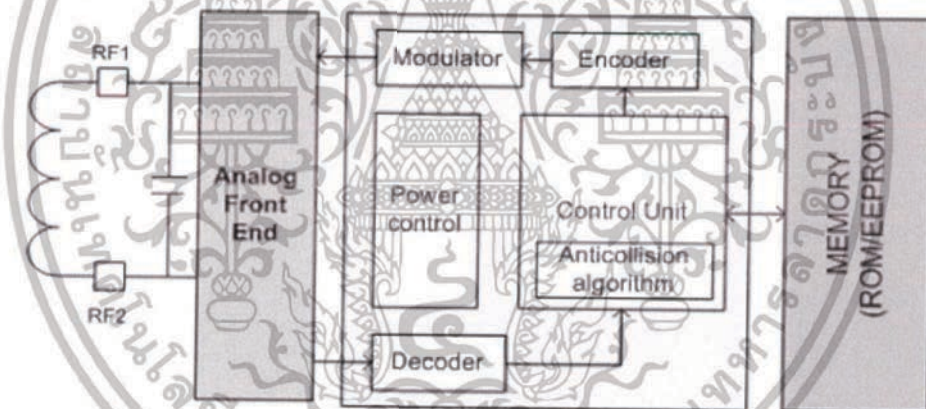 RF1
RF2
Analog
Front
End
Modulator
Encoder
Power
control
Control Unit
Anticollision
algorithm
Decoder
MEMORY
(ROM/EEPROM)